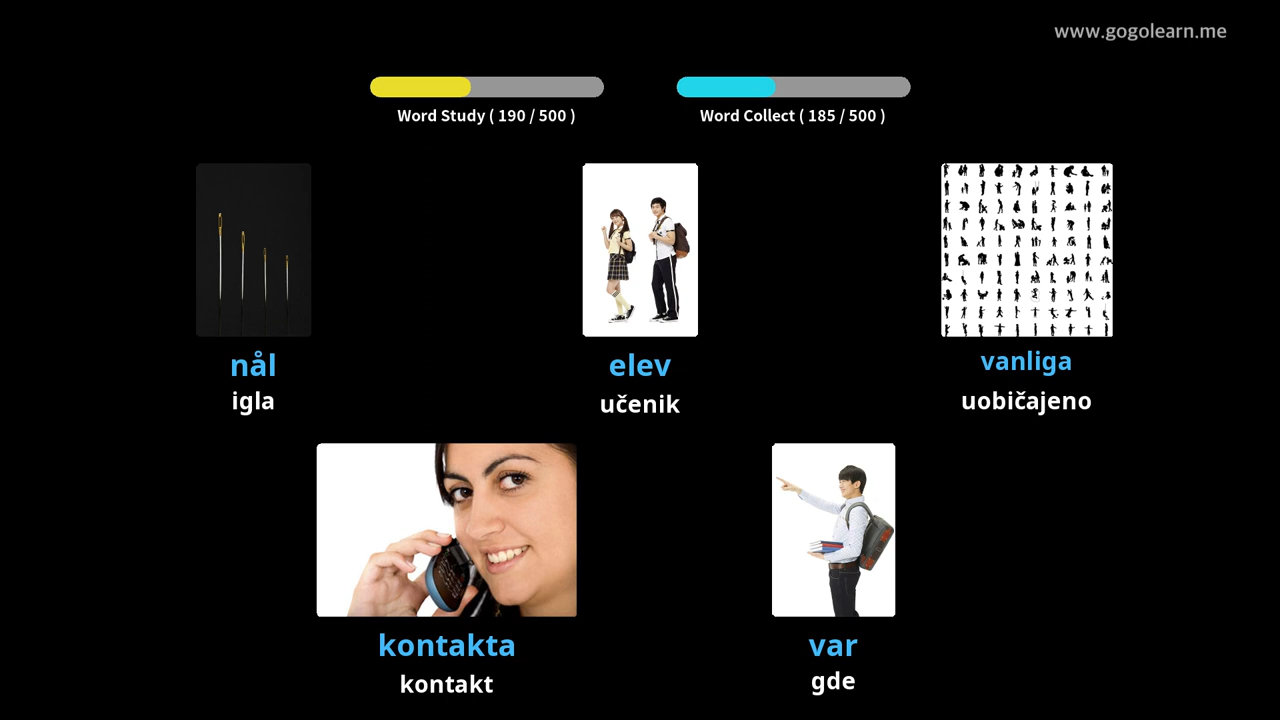 www.gogolearn.me
Word Study ( 190 / 500 )
Word Collect ( 185 / 500 )
nål
igla
elev
učenik
vanliga
uobičajeno
kontakta
kontakt
var
gde